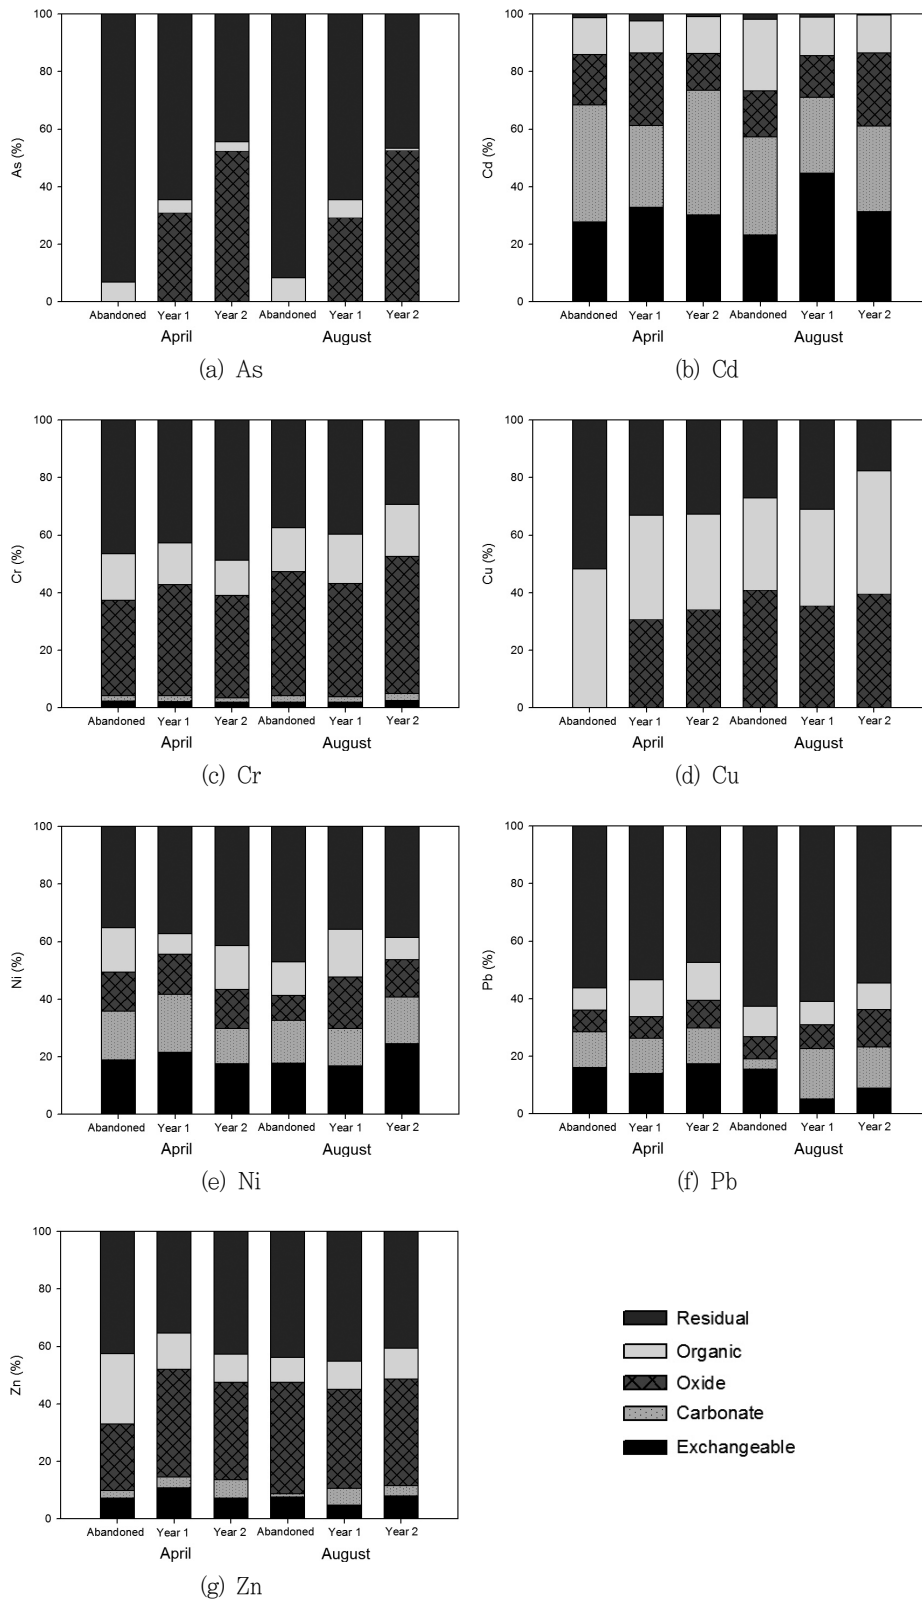 100
80
60
40
20
0
As (%)
Abandoned Year 1 Year 2 Abandoned Year 1 Year 2
April August
(a) As
100
80
60
40
20
0
Cd (%)
Abandoned Year 1 Year 2 Abandoned Year 1 Year 2
April August
(b) Cd
100
80
60
40
20
0
Cr (%)
Abandoned Year 1 Year 2 Abandoned Year 1 Year 2
April August
(c) Cr
100
80
60
40
20
0
Cu (%)
Abandoned Year 1 Year 2 Abandoned Year 1 Year 2
April August
(d) Cu
100
80
60
40
20
0
Ni (%)
Abandoned Year 1 Year 2 Abandoned Year 1 Year 2
April August
(e) Ni
100
80
60
40
20
0
Pb (%)
Abandoned Year 1 Year 2 Abandoned Year 1 Year 2
April August
(f) Pb
100
80
60
40
20
0
Zn (%)
Abandoned Year 1 Year 2 Abandoned Year 1 Year 2
April August
(g) Zn
Residual
Organic
Oxide
Carbonate
Exchangeable